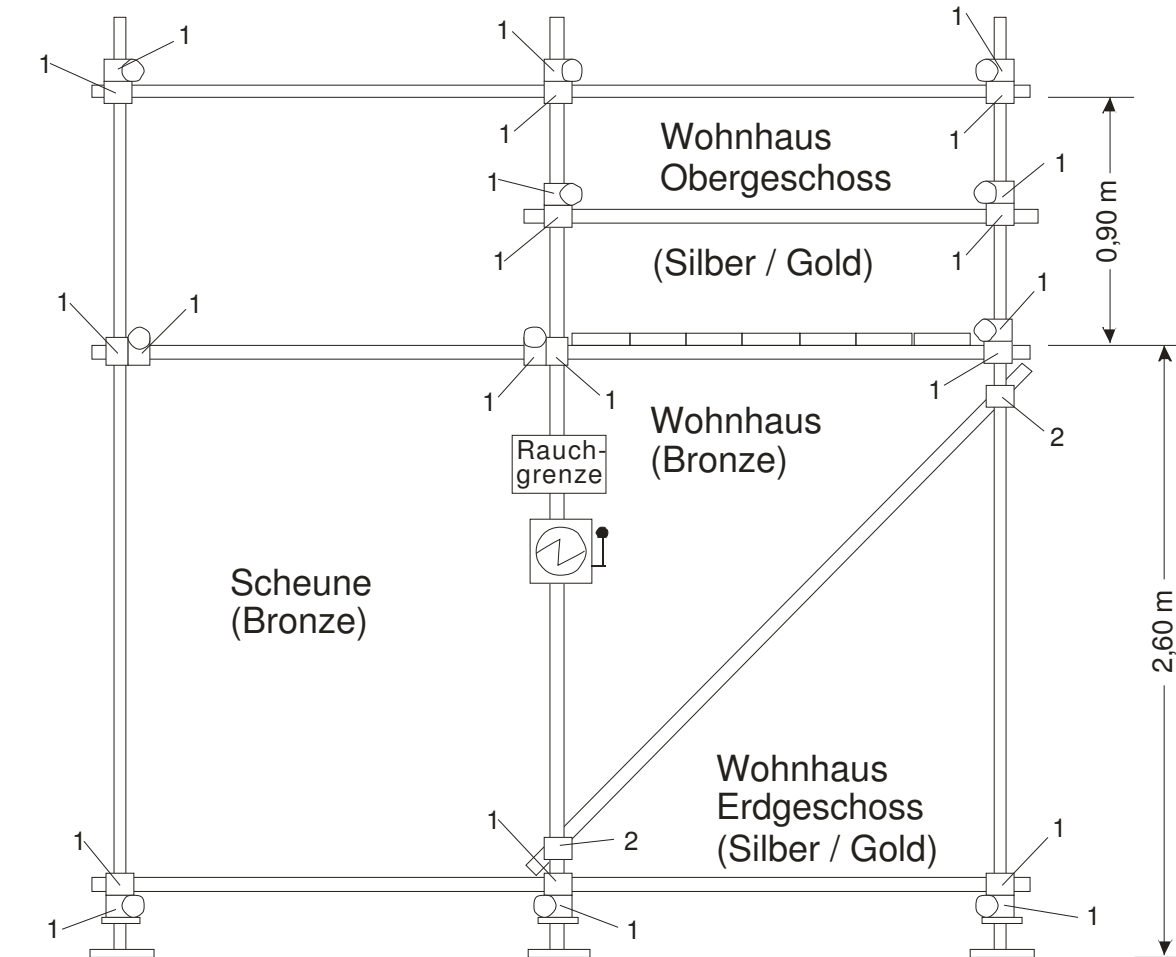 1
1
1
1
1
1
1
1
Wohnhaus
Obergeschoss
1
1
1
1
(Silber / Gold)
0,90 m
1
1
1
1
1
1
Wohnhaus
(Bronze)
2
Rauch-
grenze
Scheune
(Bronze)
2,60 m
Wohnhaus
Erdgeschoss
(Silber / Gold)
1
1
2
1
1
1
1